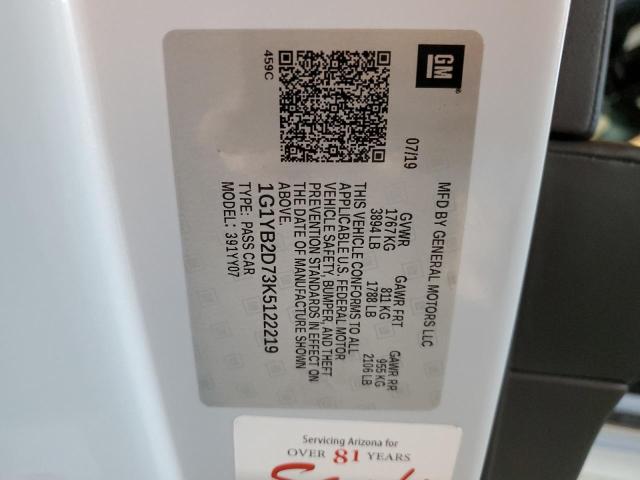 GM
07/19
MFD BY GENERAL MOTORS LLC
GVWR
1767 KG
3894 LB
GAWR FRT
811 KG
1788 LB
GAWR RR
955 KG
2106 LB
THIS VEHICLE CONFORMS TO ALL
APPLICABLE U.S. FEDERAL MOTOR
VEHICLE SAFETY, BUMPER, AND THEFT
PREVENTION STANDARDS IN EFFECT ON
THE DATE OF MANUFACTURE SHOWN
ABOVE.
1G1YB2D73K5122219
TYPE: PASS CAR
MODEL: 391YY07
459C
Servicing Arizona for
OVER 81 YEARS